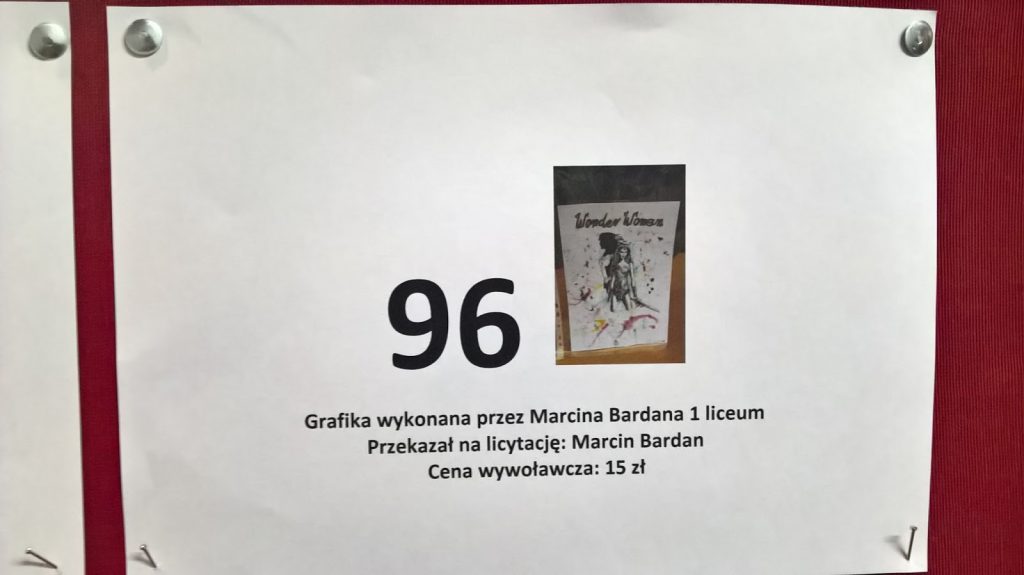 Wonder Woman
96
Grafika wykonana przez Marcina Bardana 1 liceum
Przekazał na licytację: Marcin Bardan
Cena wywoławcza: 15 zł